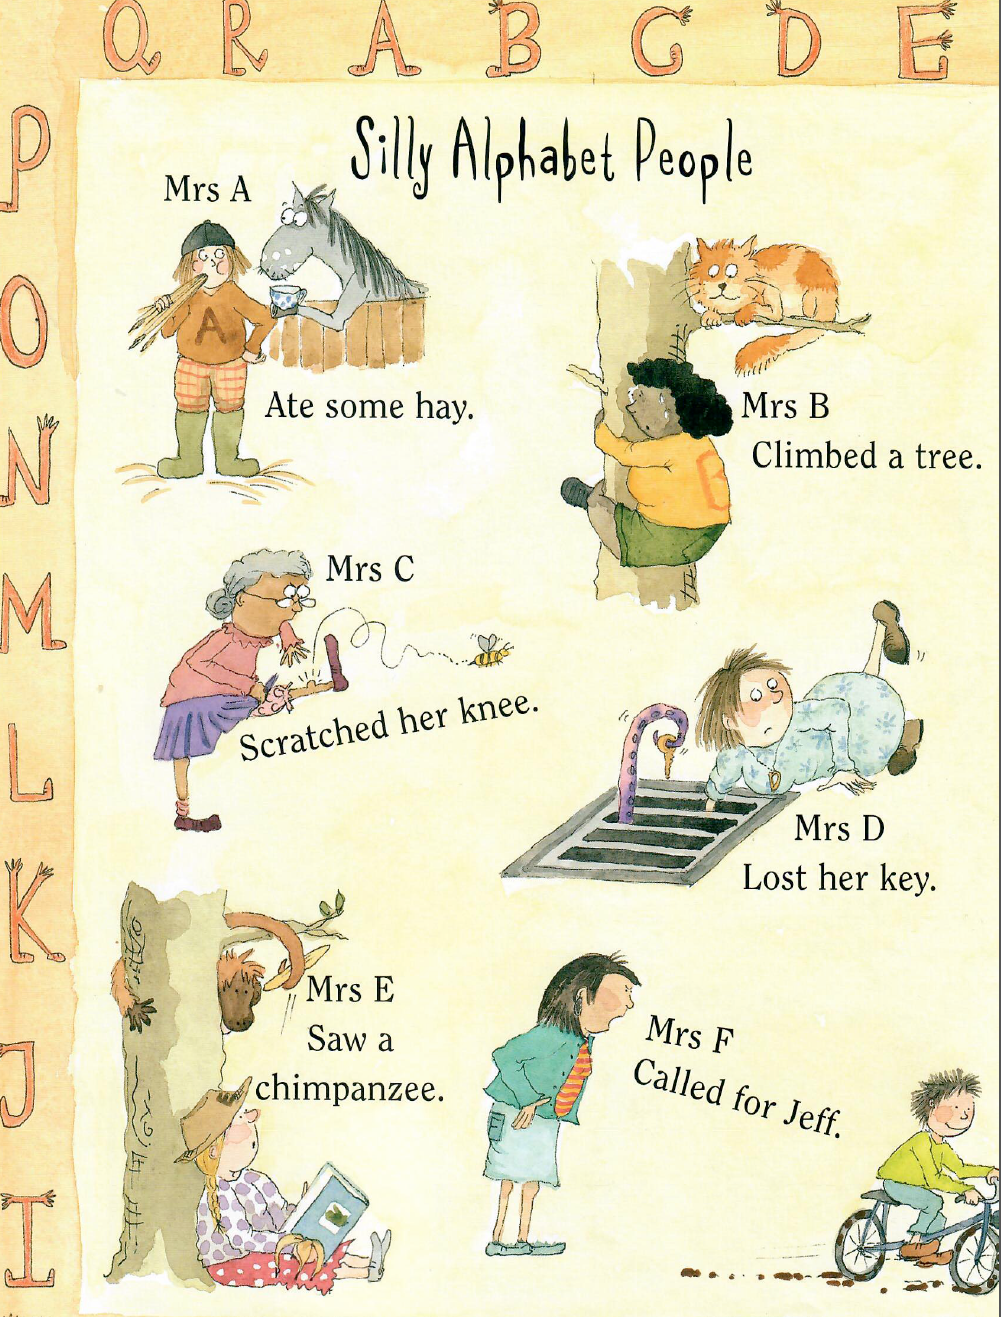 Q R A B C D E
P
O
N
M
L
K
J
I
Silly Alphabet People
Mrs A
A
Ate some hay.
Mrs B
B
Climbed a tree.
Mrs C
Scratched her knee.
Mrs D
Lost her key.
Mrs E
Saw a
chimpanzee.
Mrs F
Called for Jeff.